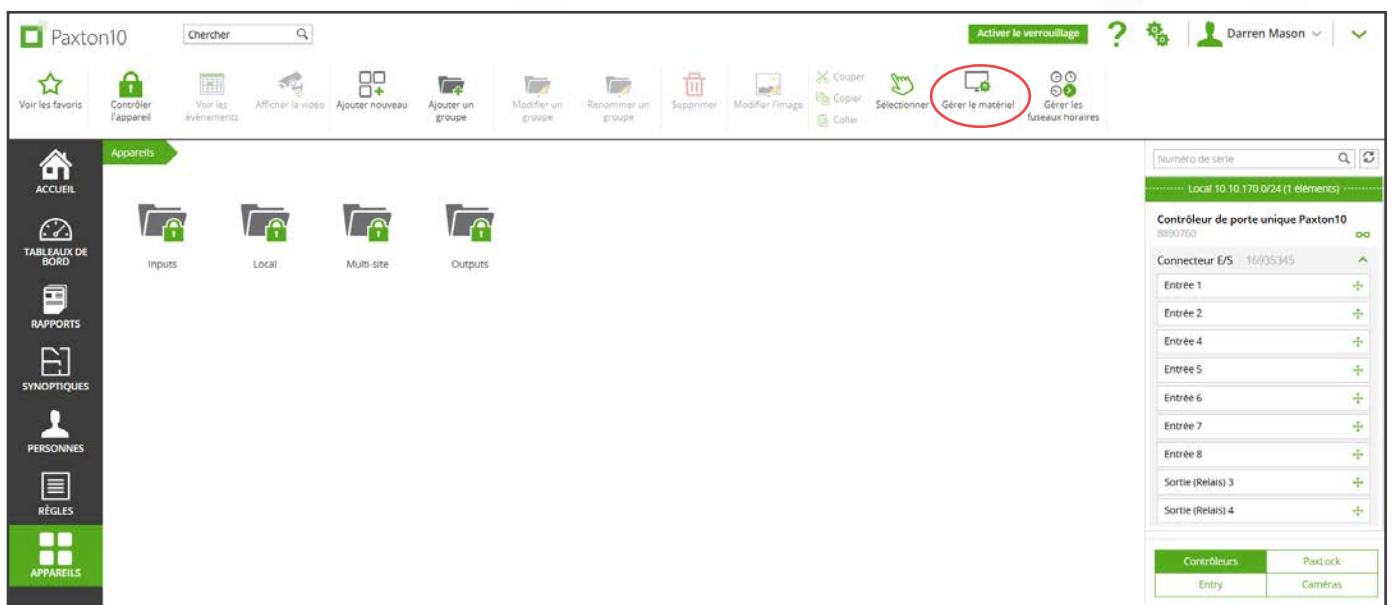 Paxton10
Chercher
Activer le verrouillage
?
Darren Mason
Voir les favoris
Contrôler l'appareil
Voir les évènements
Afficher la vidéo
Ajouter nouveau
Ajouter un groupe
Modifier un groupe
Renommer un groupe
Supprimer
Modifier l'image
Couper
Copier
Coller
Sélectionner
Gérer le matériel
Gérer les fuseaux horaires
ACCUEIL
TABLEAUX DE BORD
RAPPORTS
SYNOPTIQUES
PERSONNES
RÈGLES
APPAREILS
Appareils
Inputs
Local
Multi-site
Outputs
Numéro de série
Local 10.10.170.0/24 (1 éléments)
Contrôleur de porte unique Paxton10
8890760
Connecteur E/S 16935345
Entrée 1
Entrée 2
Entrée 4
Entrée 5
Entrée 6
Entrée 7
Entrée 8
Sortie (Relais) 3
Sortie (Relais) 4
Contrôleurs
PaxLock
Entry
Caméras